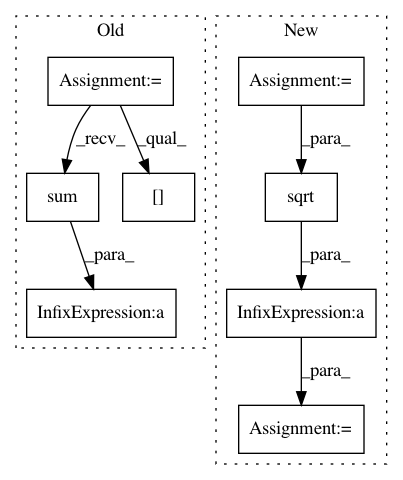 Old
New
Assignment:=
Assignment:=
_recv_
_qual_
_para_
sum
[]
sqrt
_para_
_para_
InfixExpression:a
InfixExpression:a
_para_
Assignment:=